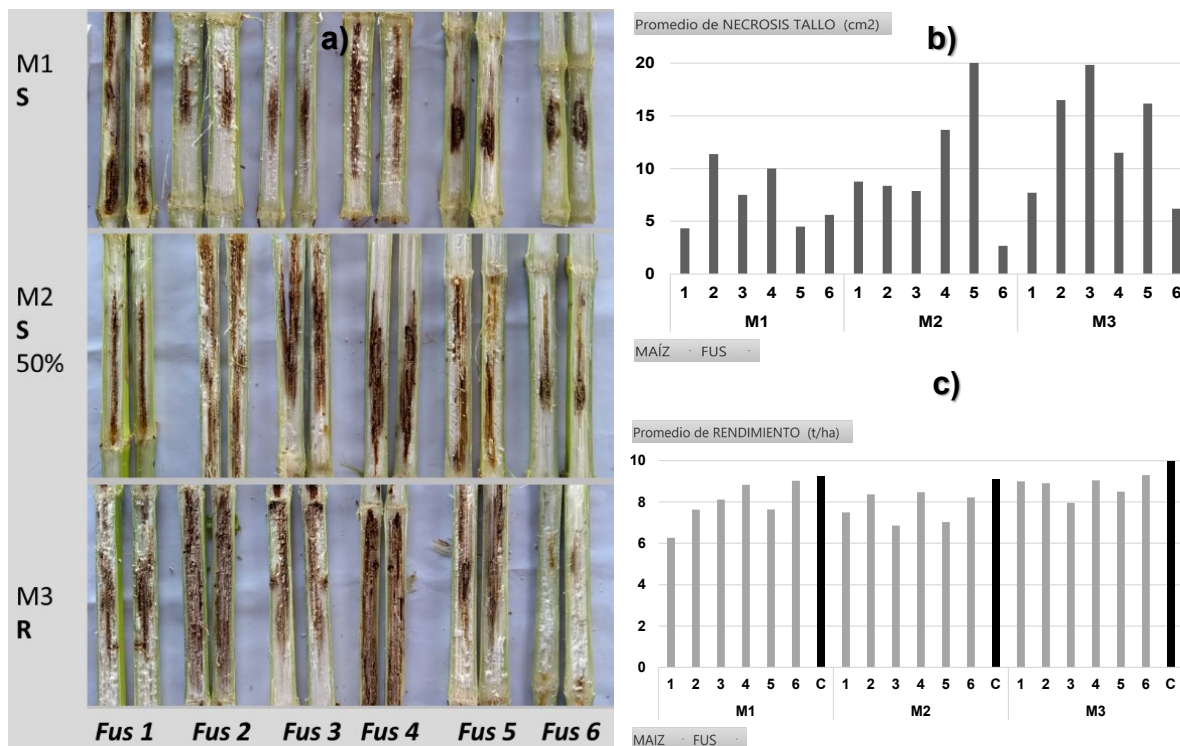 a)
M1
S
M2
S
50%
M3
R
Fus 1 Fus 2 Fus 3 Fus 4 Fus 5 Fus 6
Promedio de NECROSIS TALLO (cm2)
b)
20
15
10
5
0
1 2 3 4 5 6 1 2 3 4 5 6 1 2 3 4 5 6
M1 M2 M3
MAÍZ FUS
c)
Promedio de RENDIMIENTO (t/ha)
10
8
6
4
2
0
1 2 3 4 5 6 C 1 2 3 4 5 6 C 1 2 3 4 5 6 C
M1 M2 M3
MAIZ FUS